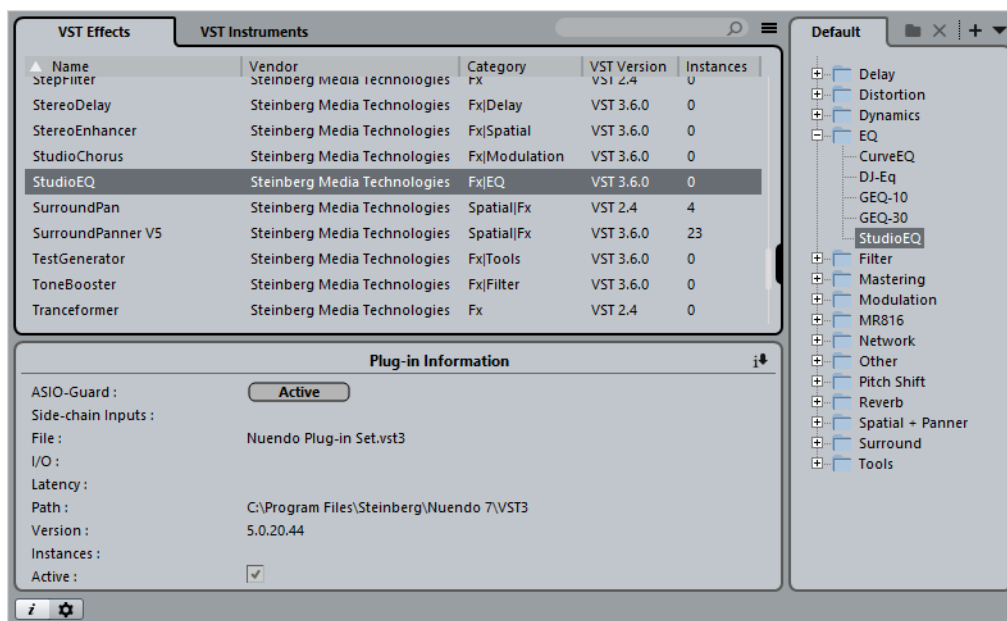 VST Effects VST Instruments
Name Vendor Category VST Version Instances
StepFilter Steinberg Media Technologies Fx VST 2.4 0
StereoDelay Steinberg Media Technologies Fx|Delay VST 3.6.0 0
StereoEnhancer Steinberg Media Technologies Fx|Spatial VST 3.6.0 0
StudioChorus Steinberg Media Technologies Fx|Modulation VST 3.6.0 0
StudioEQ Steinberg Media Technologies Fx|EQ VST 3.6.0 0
SurroundPan Steinberg Media Technologies Spatial|Fx VST 2.4 4
SurroundPanner V5 Steinberg Media Technologies Spatial|Fx VST 3.6.0 23
TestGenerator Steinberg Media Technologies Fx|Tools VST 3.6.0 0
ToneBooster Steinberg Media Technologies Fx|Filter VST 3.6.0 0
Tranceformer Steinberg Media Technologies Fx VST 2.4 0
Plug-in Information
ASIO-Guard : Active
Side-chain Inputs :
File : Nuendo Plug-in Set.vst3
I/O :
Latency :
Path : C:\Program Files\Steinberg\Nuendo 7\VST3
Version : 5.0.20.44
Instances :
Active :
Default
Delay
Distortion
Dynamics
EQ
CurveEQ
DJ-Eq
GEQ-10
GEQ-30
StudioEQ
Filter
Mastering
Modulation
MR816
Network
Other
Pitch Shift
Reverb
Spatial + Panner
Surround
Tools